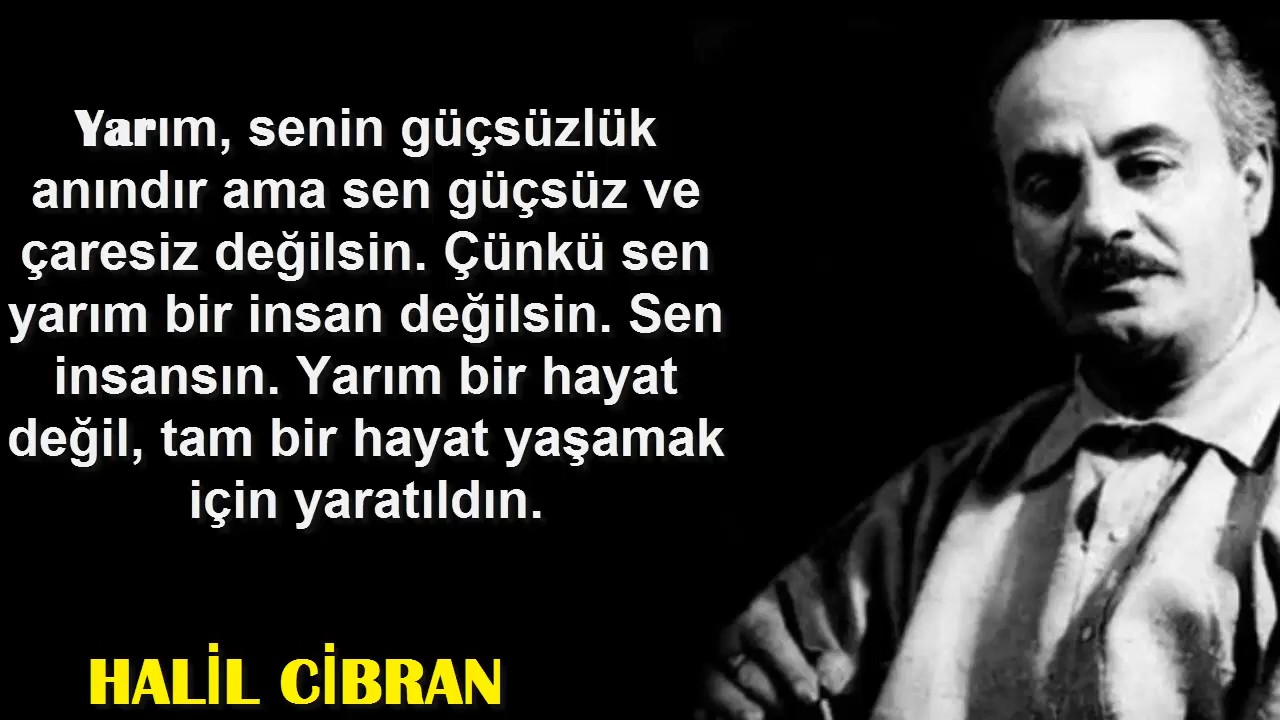 Yarım, senin güçsüzlük
anındır ama sen güçsüz ve
çaresiz değilsin. Çünkü sen
yarım bir insan değilsin. Sen
insansın. Yarım bir hayat
değil, tam bir hayat yaşamak
için yaratıldın.
HALİL CİBRAN